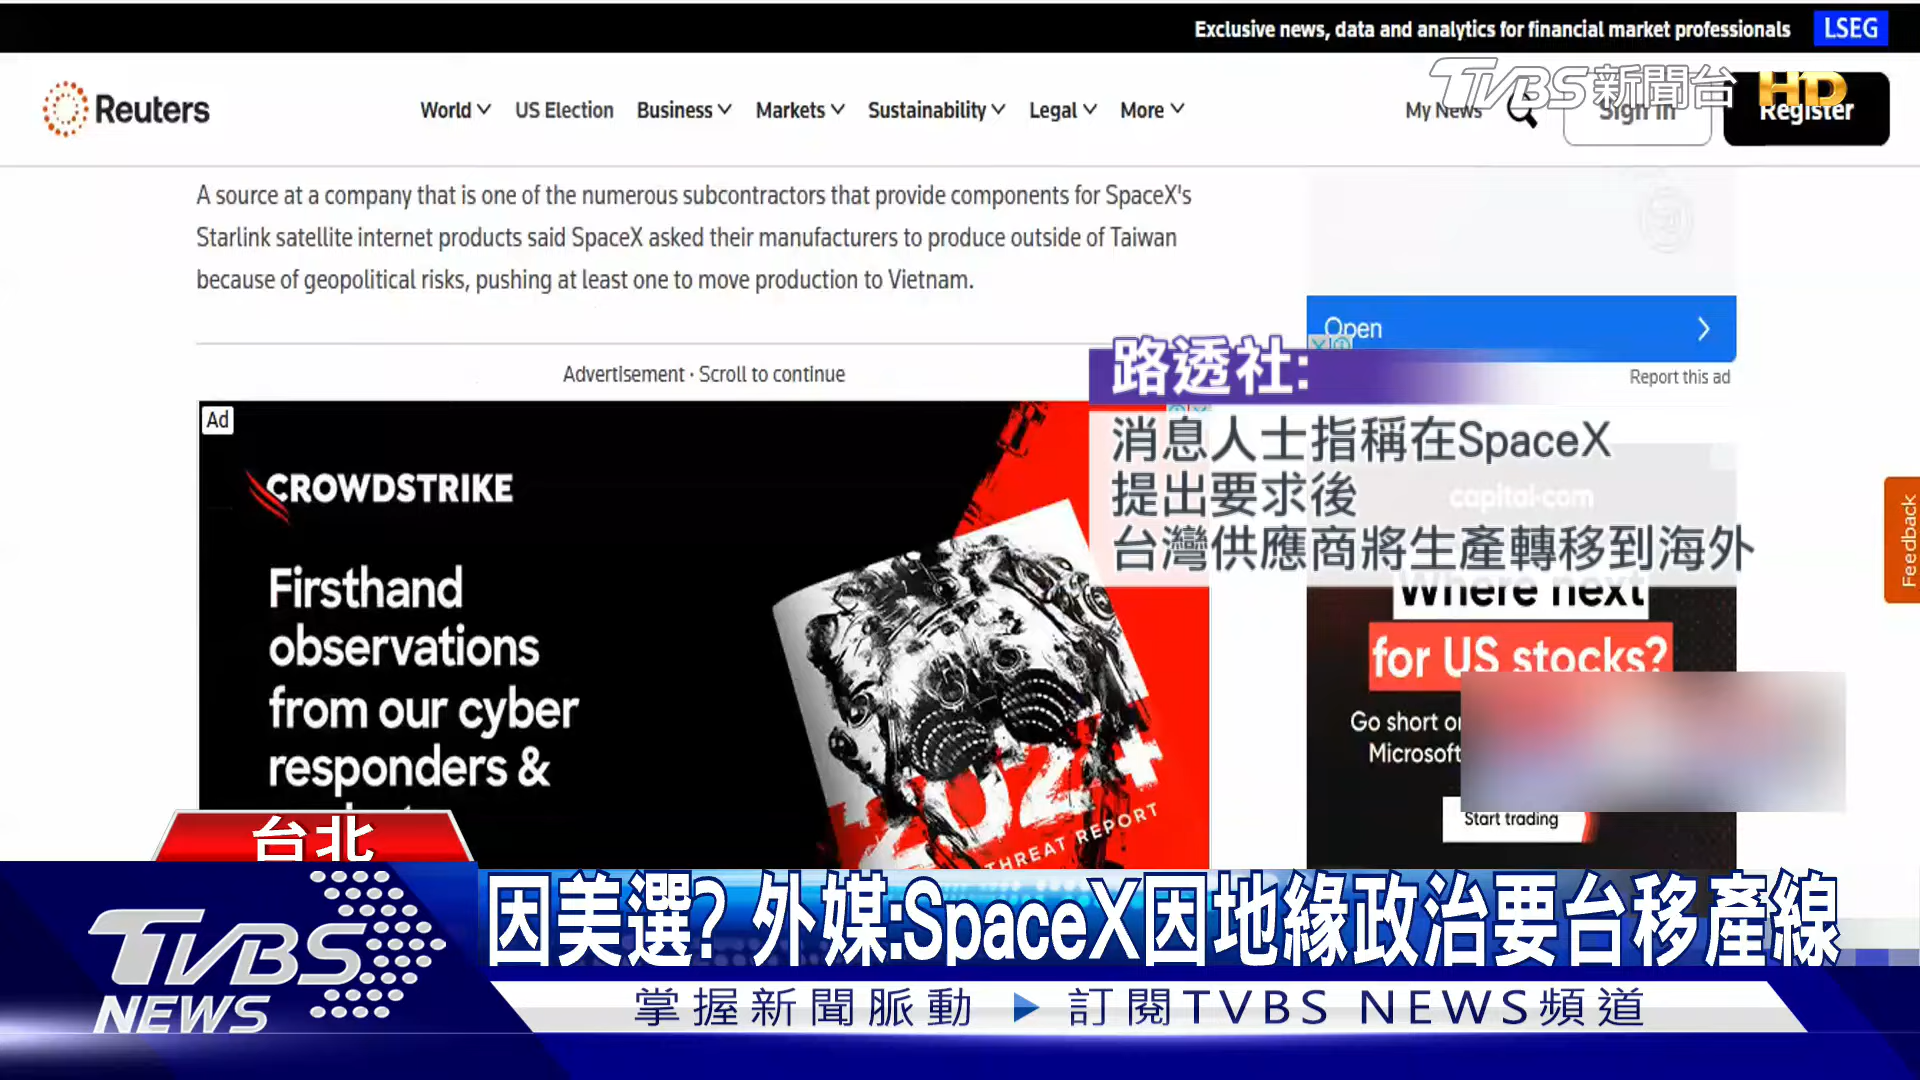 Exclusive news, data and analytics for financial market professionals LSEG
Reuters
World US Election Business Markets Sustainability Legal More
My News Sign In Register
TVBS新聞台 HD
A source at a company that is one of the numerous subcontractors that provide components for SpaceX's
Starlink satellite internet products said SpaceX asked their manufacturers to produce outside of Taiwan
because of geopolitical risks, pushing at least one to move production to Vietnam.
Open
Report this ad
Advertisement · Scroll to continue
路透社:
消息人士指稱在SpaceX
提出要求後
台灣供應商將生產轉移到海外
Ad
CROWDSTRIKE
Firsthand
observations
from our cyber
responders &
THREAT REPORT
capital.com
Where next
for US stocks?
Go short
Microsoft
Start trading
Feedback
台北
因美選? 外媒:SpaceX因地緣政治要台移產線
TVBS
NEWS
掌握新聞脈動 ▶ 訂閱TVBS NEWS頻道